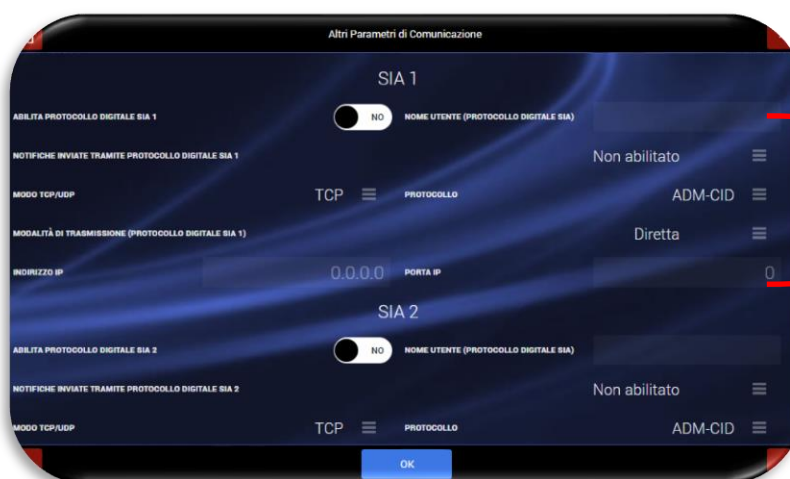 Altri Parametri di Comunicazione
SIA 1
ABILITA PROTOCOLLO DIGITALE SIA 1 NO NOME UTENTE (PROTOCOLLO DIGITALE SIA)
NOTIFICHE INVIATE TRAMITE PROTOCOLLO DIGITALE SIA 1 Non abilitato
MODO TCP/UDP TCP PROTOCOLLO ADM-CID
MODALITÀ DI TRASMISSIONE (PROTOCOLLO DIGITALE SIA 1) Diretta
INDIRIZZO IP 0.0.0.0 PORTA IP 0
SIA 2
ABILITA PROTOCOLLO DIGITALE SIA 2 NO NOME UTENTE (PROTOCOLLO DIGITALE SIA)
NOTIFICHE INVIATE TRAMITE PROTOCOLLO DIGITALE SIA 2 Non abilitato
MODO TCP/UDP TCP PROTOCOLLO ADM-CID
OK